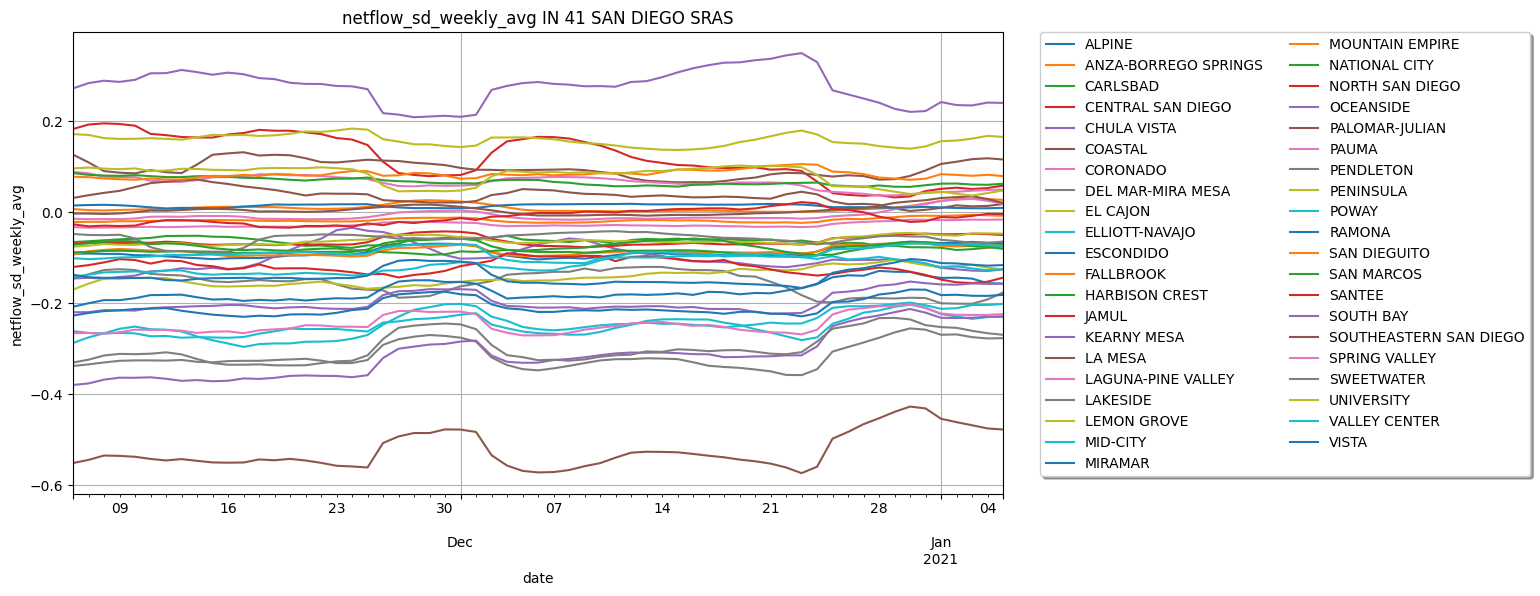 netflow_sd_weekly_avg IN 41 SAN DIEGO SRAS
netflow_sd_weekly_avg
0.2
0.0
−0.2
−0.4
−0.6
09
16
23
30
07
14
21
28
04
Dec
Jan
2021
date
ALPINE
ANZA-BORREGO SPRINGS
CARLSBAD
CENTRAL SAN DIEGO
CHULA VISTA
COASTAL
CORONADO
DEL MAR-MIRA MESA
EL CAJON
ELLIOTT-NAVAJO
ESCONDIDO
FALLBROOK
HARBISON CREST
JAMUL
KEARNY MESA
LA MESA
LAGUNA-PINE VALLEY
LAKESIDE
LEMON GROVE
MID-CITY
MIRAMAR
MOUNTAIN EMPIRE
NATIONAL CITY
NORTH SAN DIEGO
OCEANSIDE
PALOMAR-JULIAN
PAUMA
PENDLETON
PENINSULA
POWAY
RAMONA
SAN DIEGUITO
SAN MARCOS
SANTEE
SOUTH BAY
SOUTHEASTERN SAN DIEGO
SPRING VALLEY
SWEETWATER
UNIVERSITY
VALLEY CENTER
VISTA